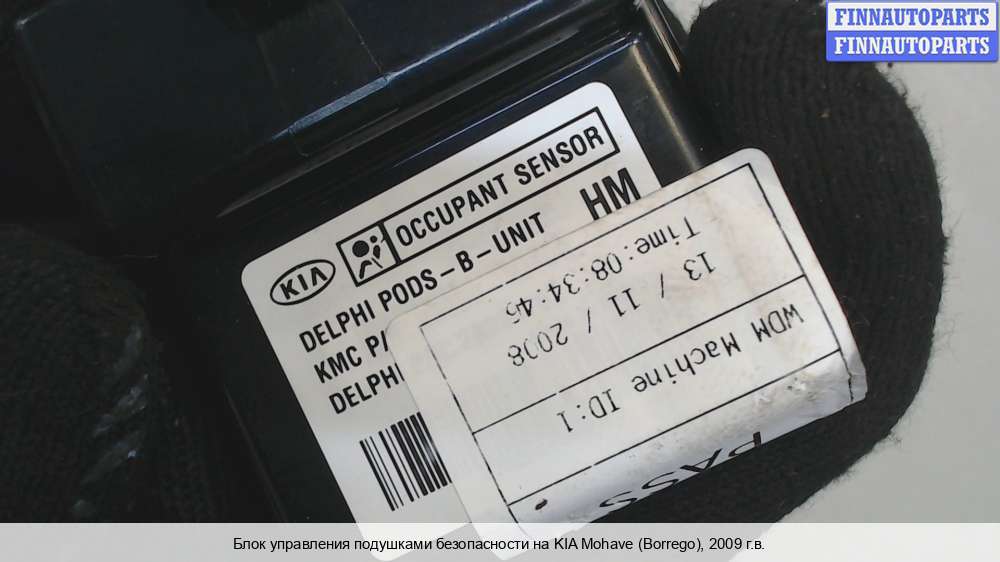 FINNAUTOPARTS
FINNAUTOPARTS
KIA
OCCUPANT SENSOR
DELPHI PODS-B-UNIT
HM
KMC
DELPHI
PASS
WDM Machine ID:1
13 / 11 / 2008
Time:08:34:45
Блок управления подушками безопасности на KIA Mohave (Borrego), 2009 г.в.